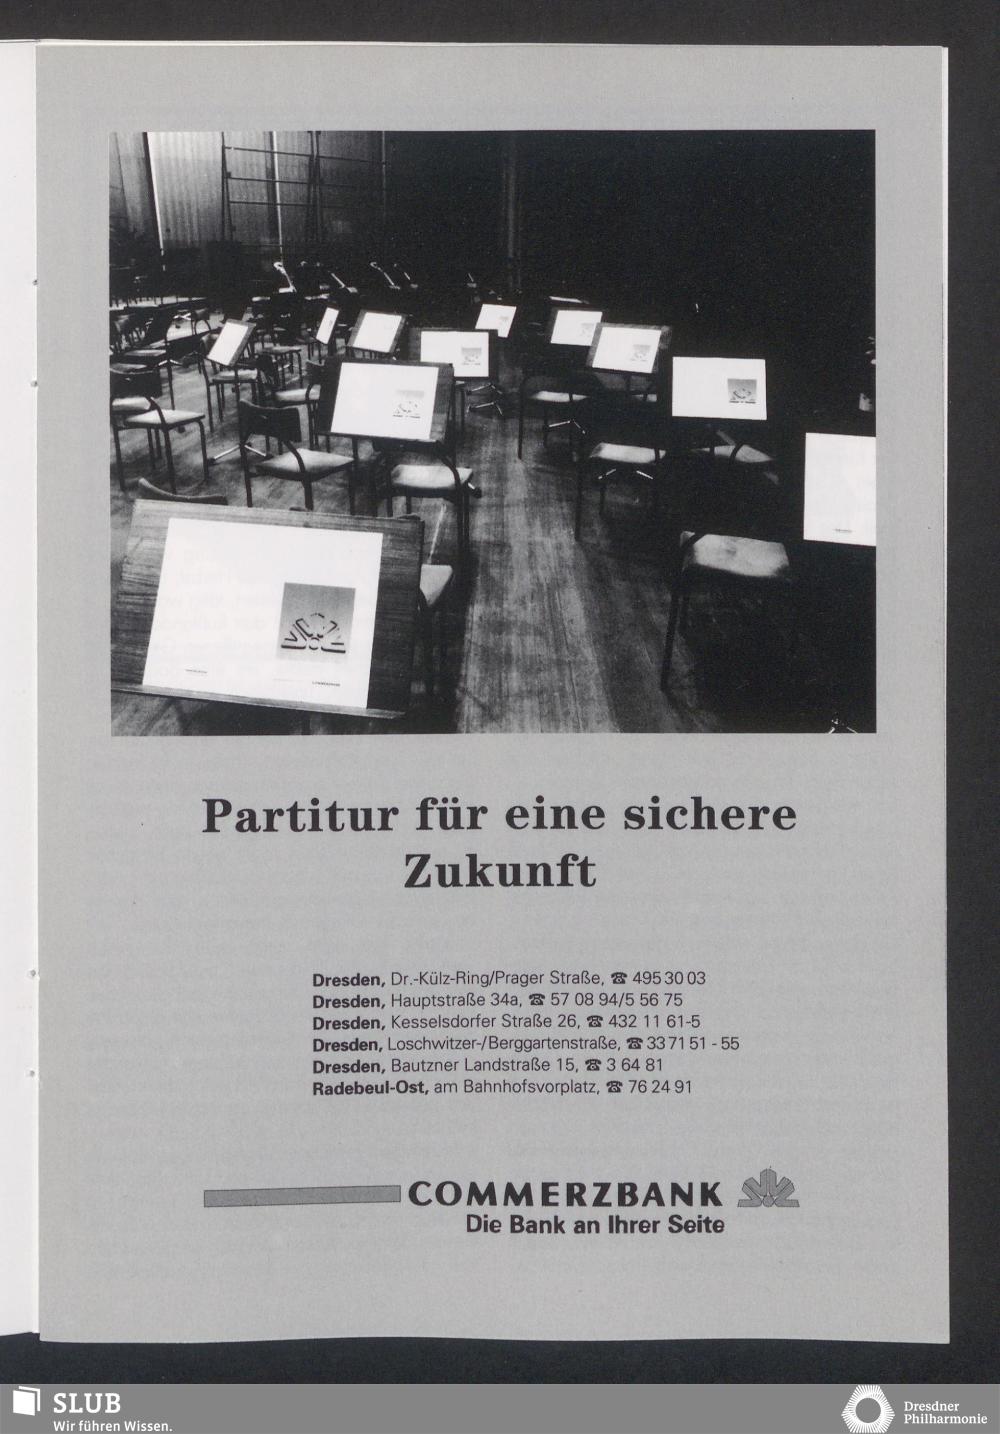 Partitur für eine sichere
Zukunft
Dresden, Dr.-Külz-Ring/Prager Straße, ☎ 495 30 03
Dresden, Hauptstraße 34a, ☎ 57 08 94/5 56 75
Dresden, Kesselsdorfer Straße 26, ☎ 432 11 61-5
Dresden, Loschwitzer-/Berggartenstraße, ☎ 33 71 51 - 55
Dresden, Bautzner Landstraße 15, ☎ 3 64 81
Radebeul-Ost, am Bahnhofsvorplatz, ☎ 76 24 91
COMMERZBANK
Die Bank an Ihrer Seite
SLUB
Wir führen Wissen.
Dresdner
Philharmonie